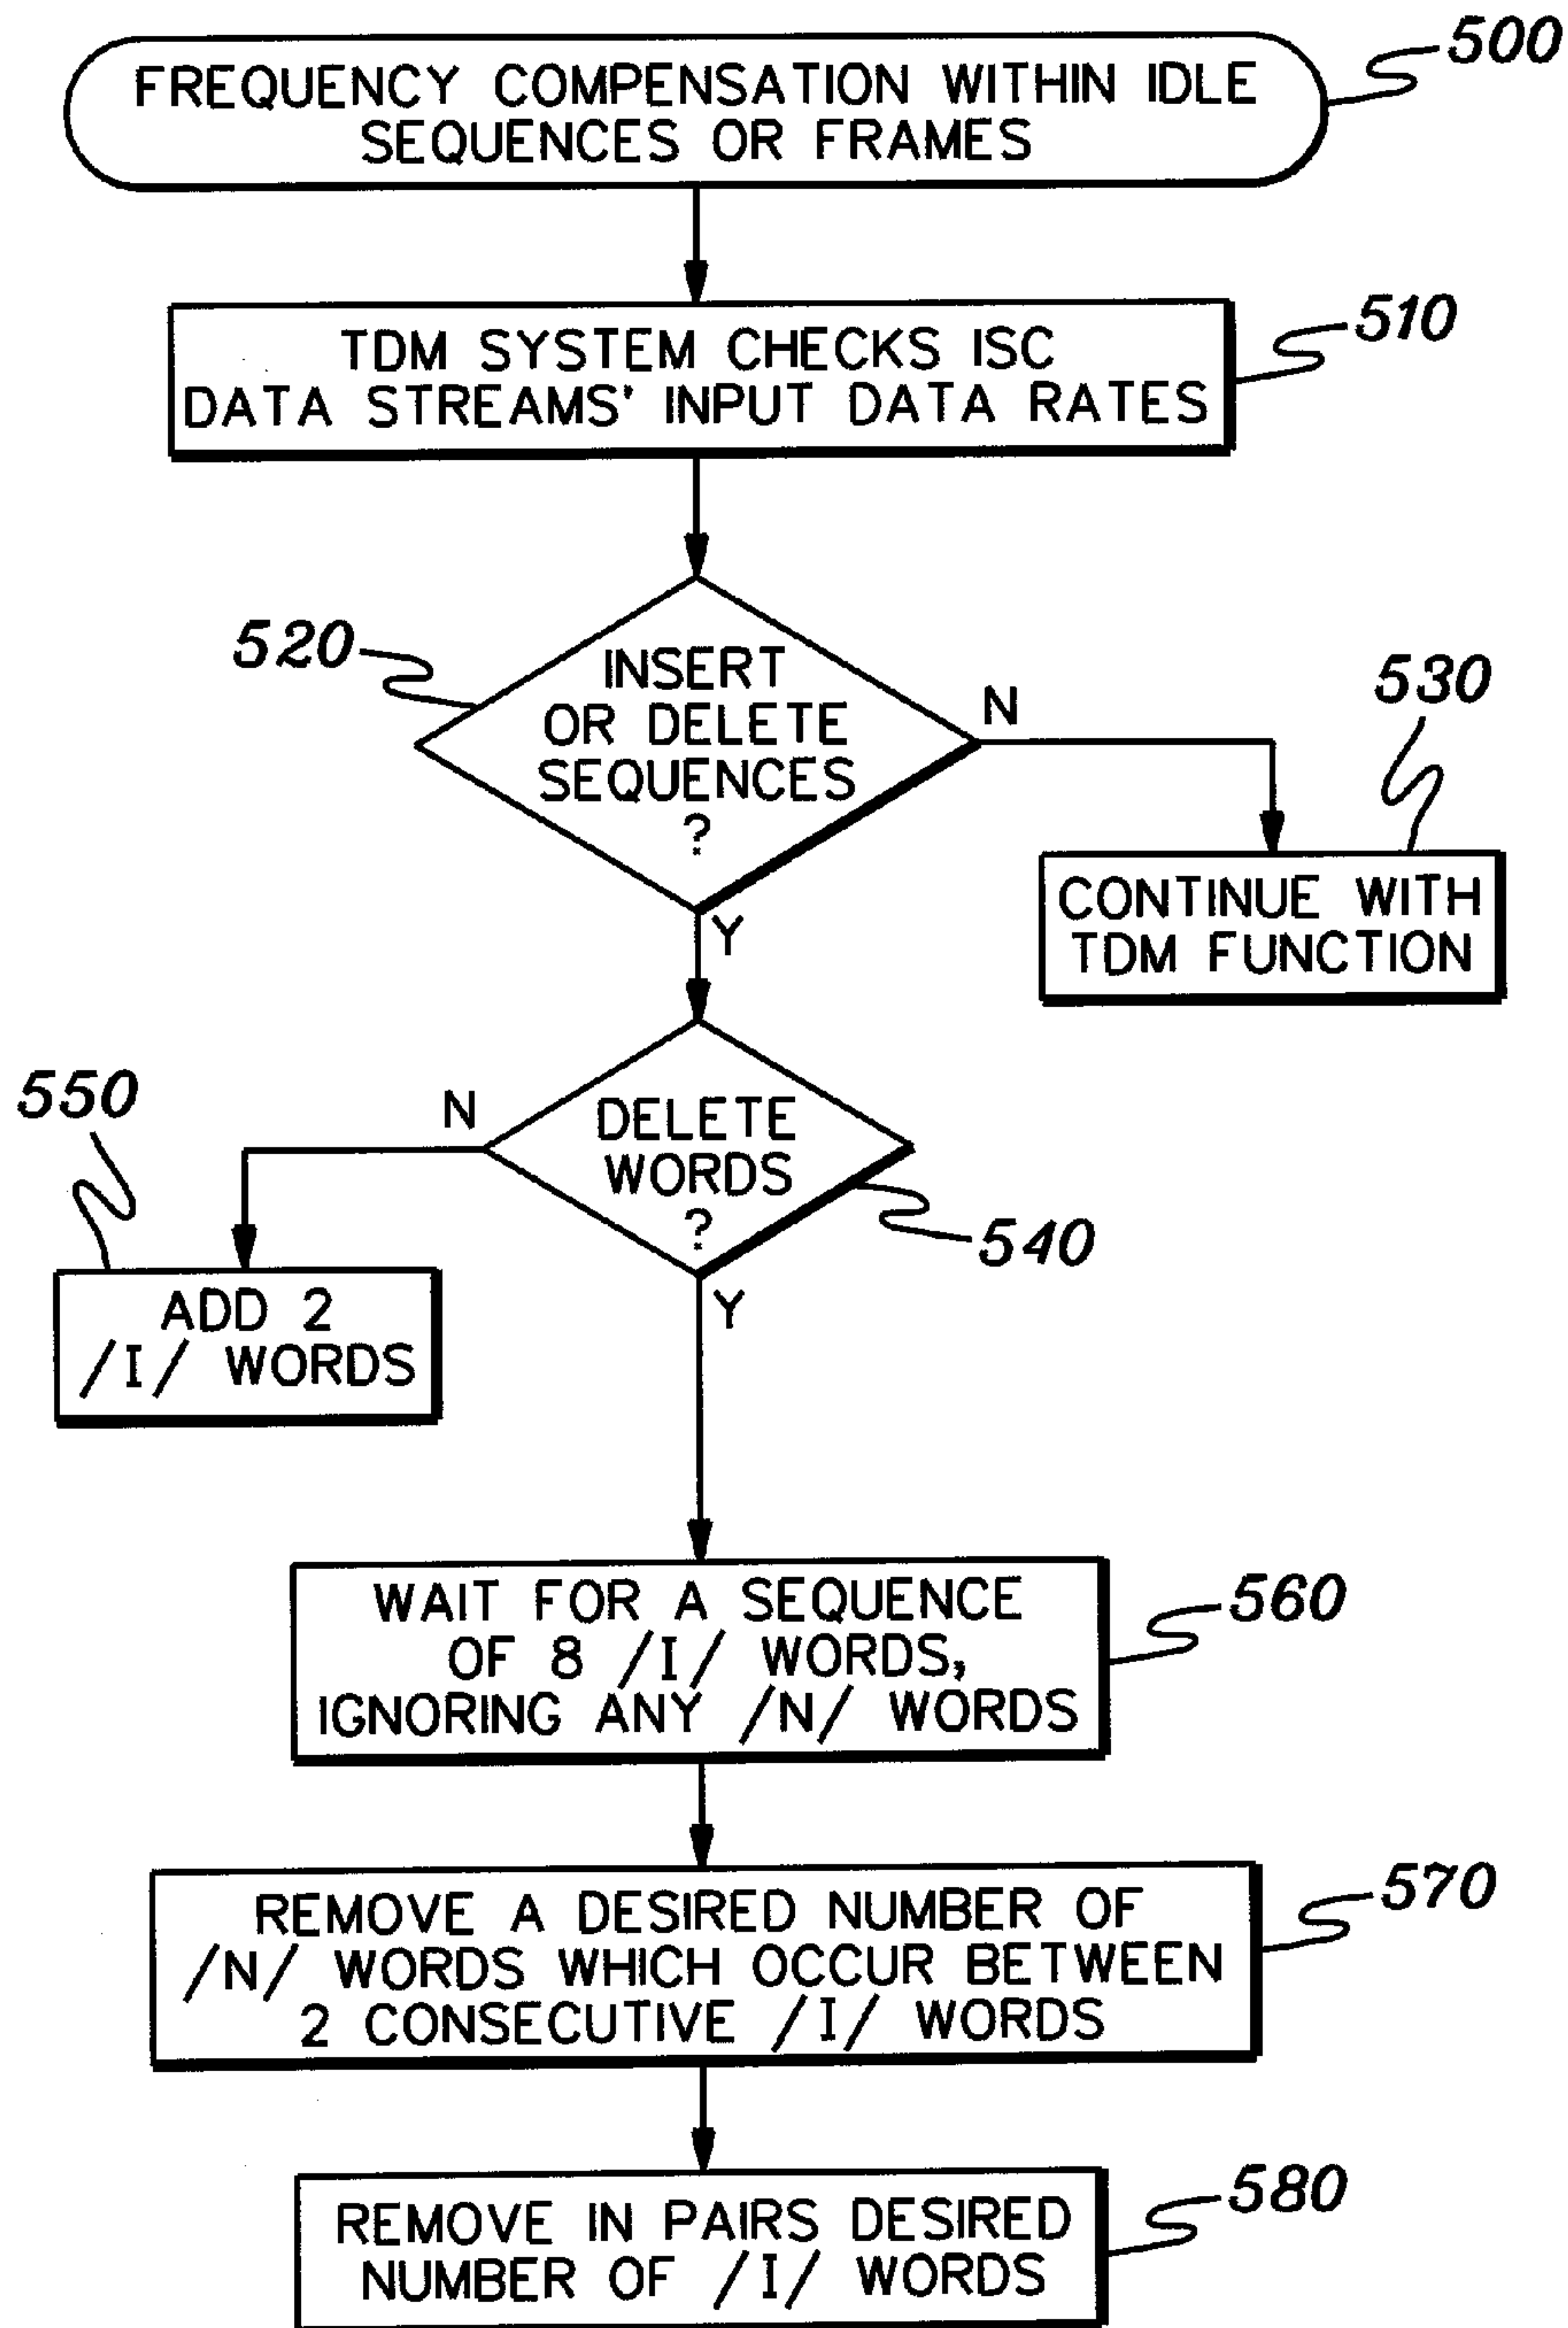 500
FREQUENCY COMPENSATION WITHIN IDLE
SEQUENCES OR FRAMES
510
TDM SYSTEM CHECKS ISC
DATA STREAMS' INPUT DATA RATES
520
INSERT
OR DELETE
SEQUENCES
?
N
530
CONTINUE WITH
TDM FUNCTION
Y
550
N
DELETE
WORDS
?
540
ADD 2
/I/ WORDS
Y
WAIT FOR A SEQUENCE
OF 8 /I/ WORDS,
IGNORING ANY /N/ WORDS
560
REMOVE A DESIRED NUMBER OF
/N/ WORDS WHICH OCCUR BETWEEN
2 CONSECUTIVE /I/ WORDS
570
REMOVE IN PAIRS DESIRED
NUMBER OF /I/ WORDS
580